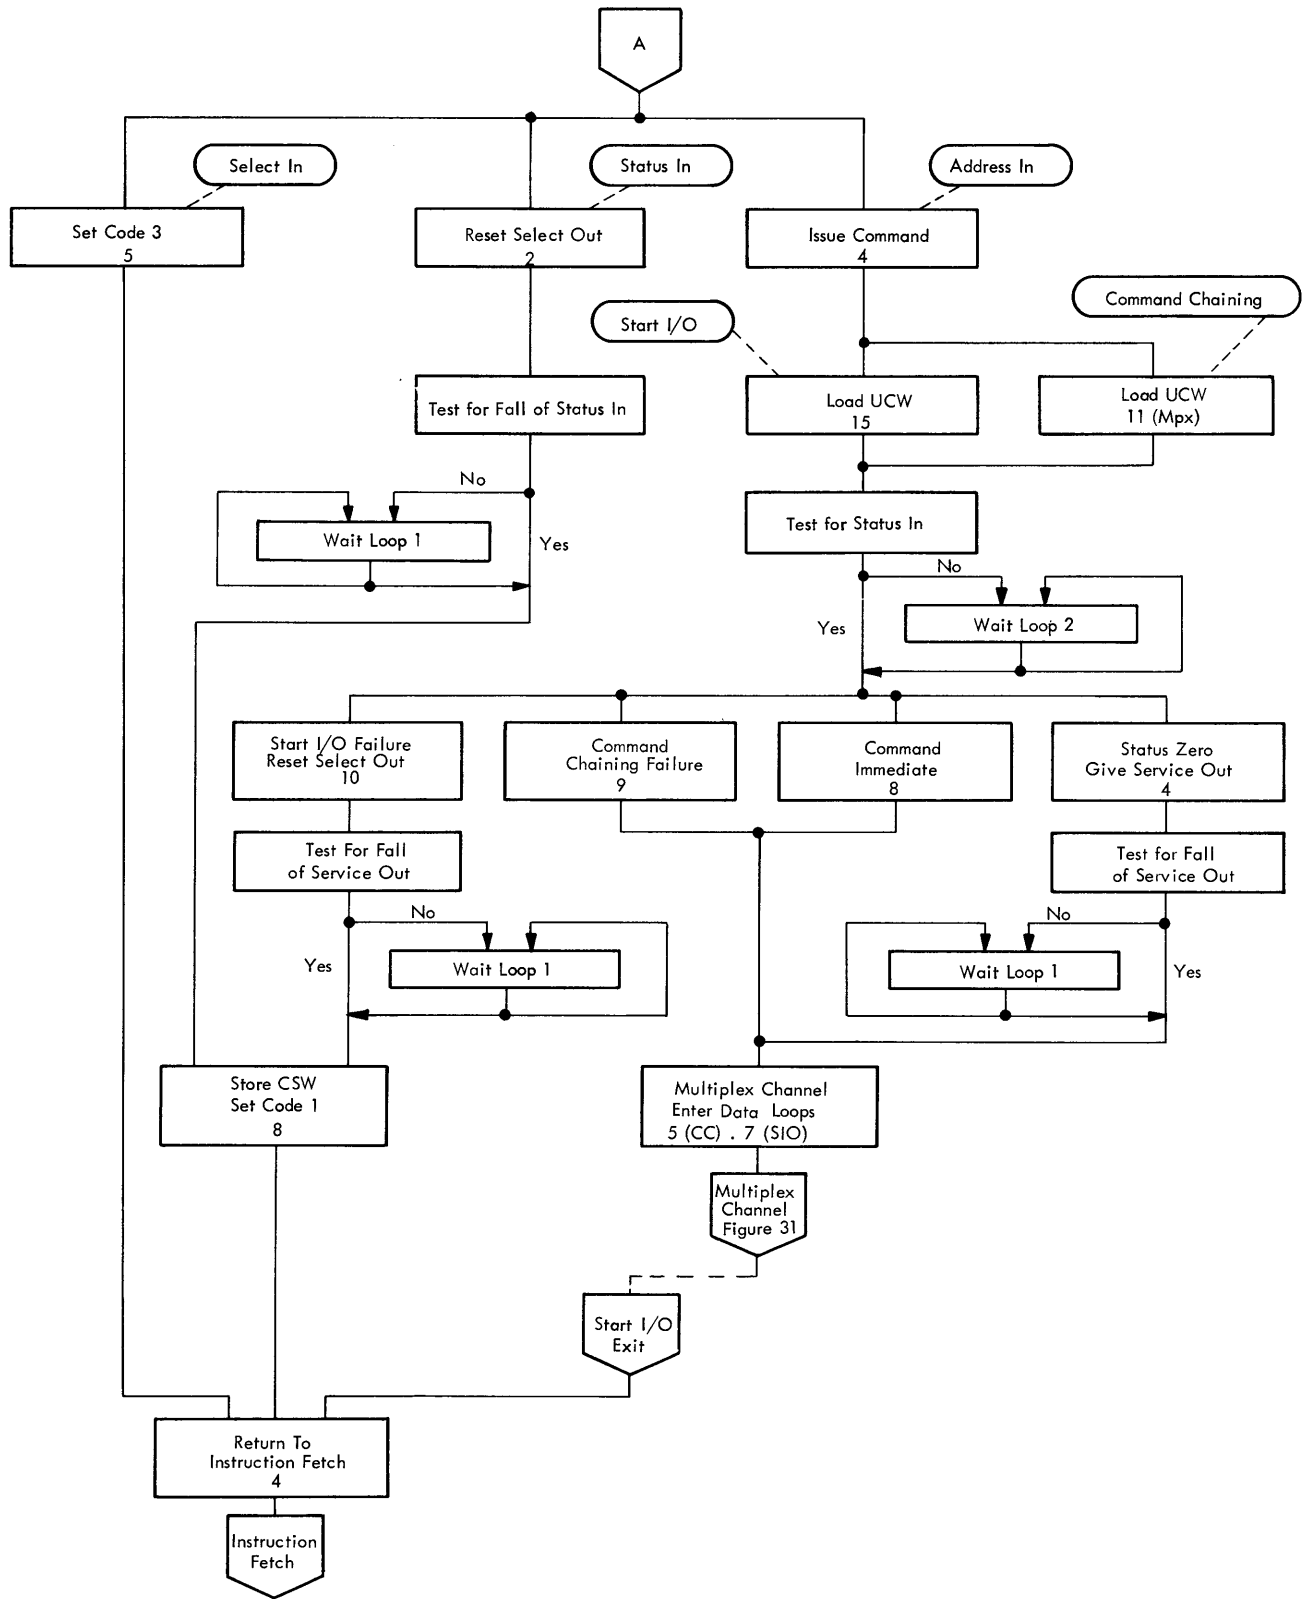 A
Select In
Status In
Address In
Set Code 3
5
Reset Select Out
2
Issue Command
4
Command Chaining
Start I/O
Test for Fall of Status In
Load UCW
15
Load UCW
11 (Mpx)
No
Wait Loop 1
Yes
Test for Status In
No
Yes
Wait Loop 2
Start I/O Failure
Reset Select Out
10
Command
Chaining Failure
9
Command
Immediate
8
Status Zero
Give Service Out
4
Test For Fall
of Service Out
Test for Fall
of Service Out
No
Yes
Wait Loop 1
No
Wait Loop 1
Yes
Store CSW
Set Code 1
8
Multiplex Channel
Enter Data Loops
5 (CC) . 7 (SIO)
Multiplex
Channel
Figure 31
Start I/O
Exit
Return To
Instruction Fetch
4
Instruction
Fetch